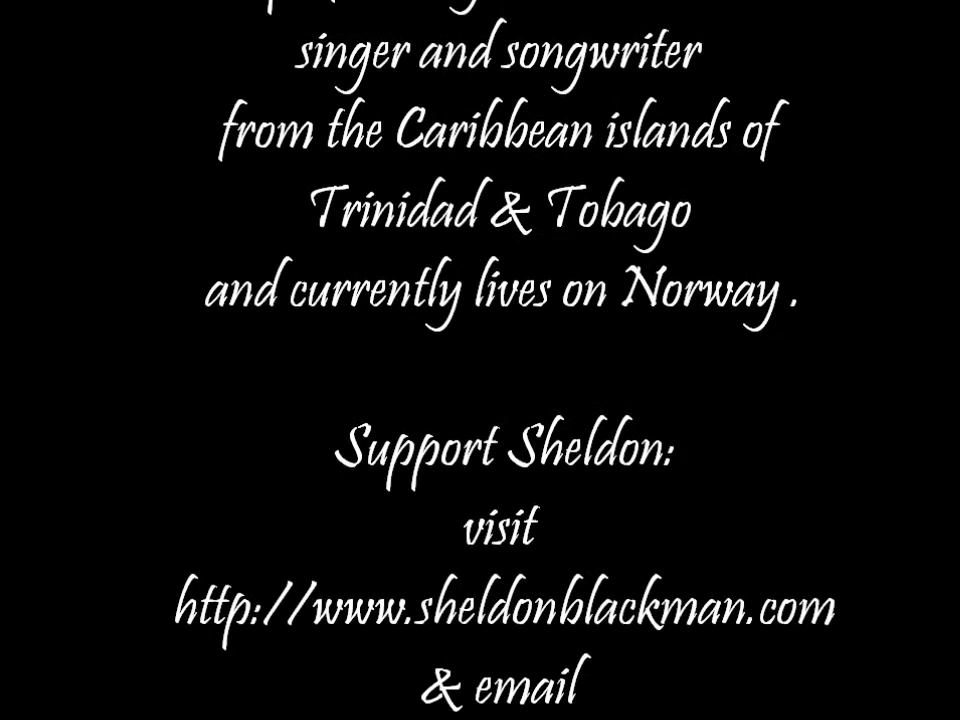 singer and songwriter
from the Caribbean islands of
Trinidad & Tobago
and currently lives on Norway .
Support Sheldon:
visit
http://www.sheldonblackman.com
& email